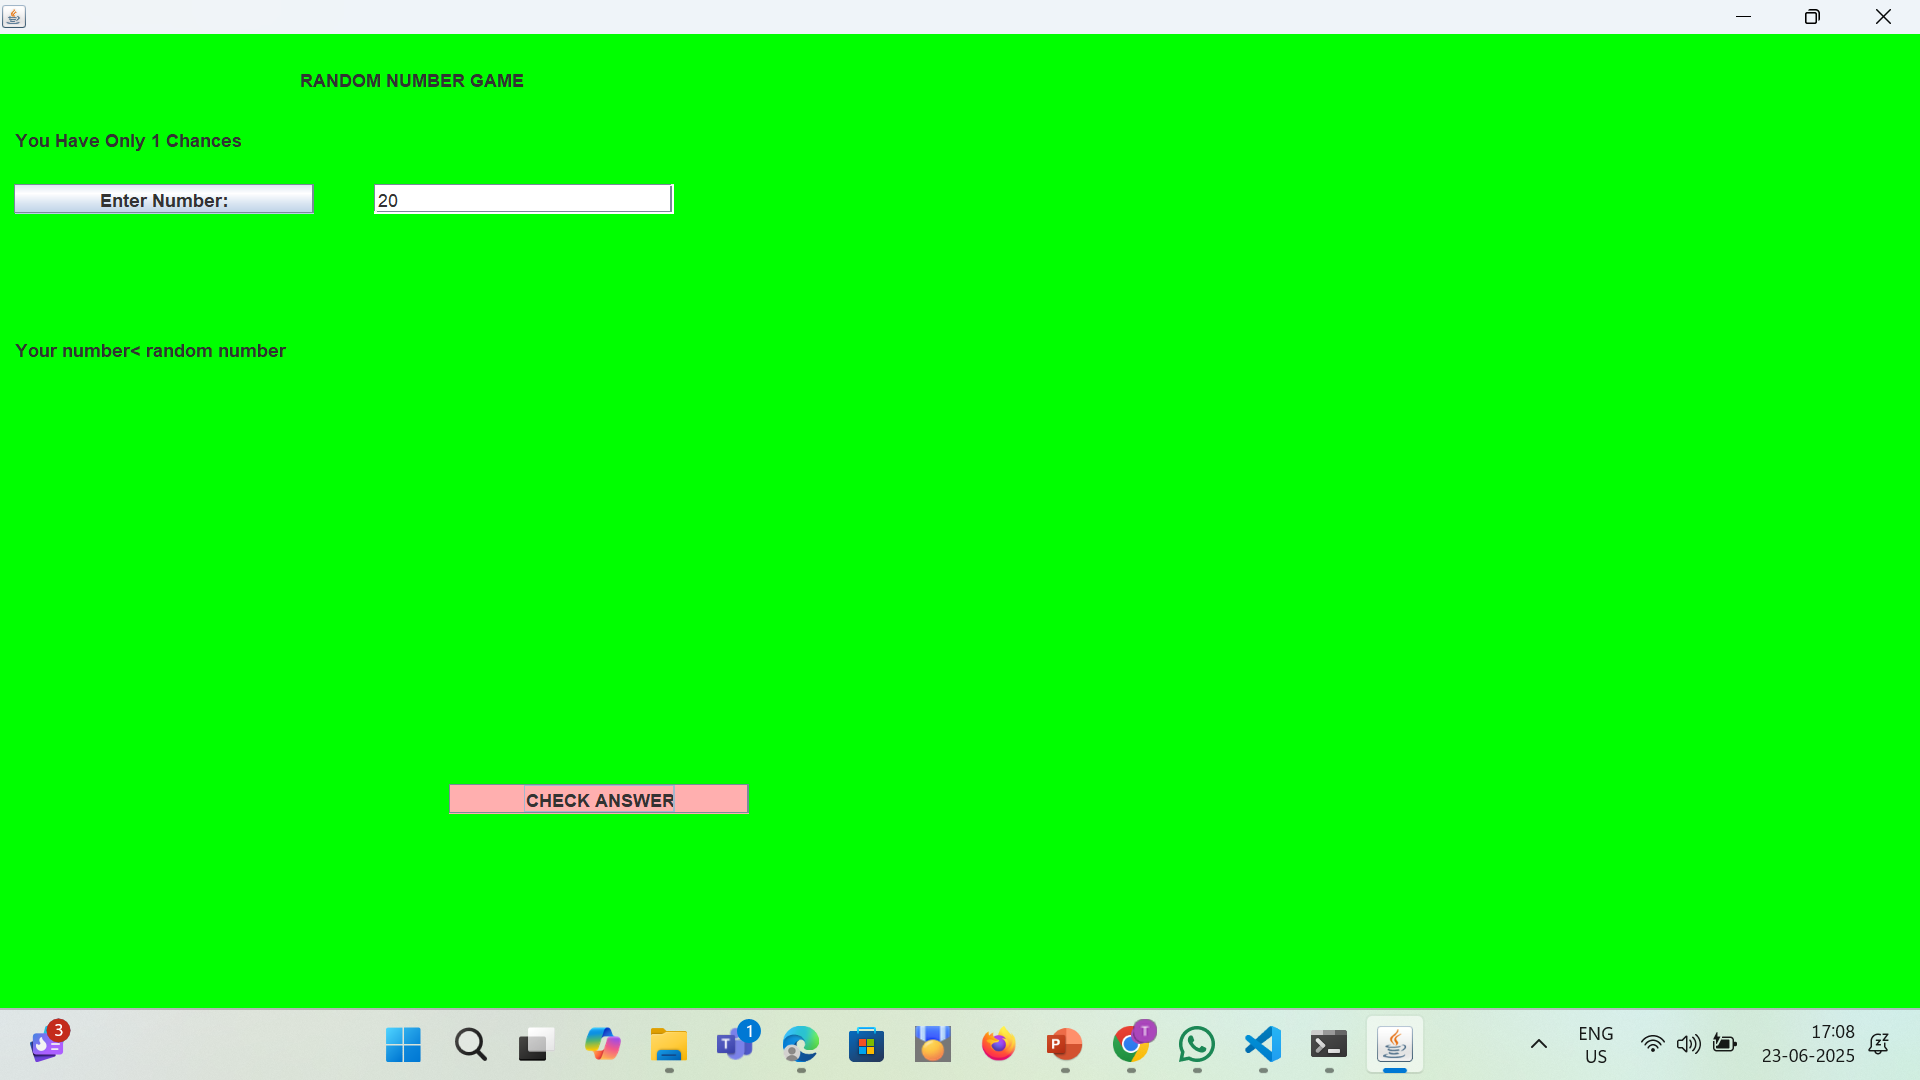 RANDOM NUMBER GAME
You Have Only 1 Chances
Enter Number:
20
Your number< random number
CHECK ANSWER
3
1
T
T
P
ENG
US
17:08
23-06-2025